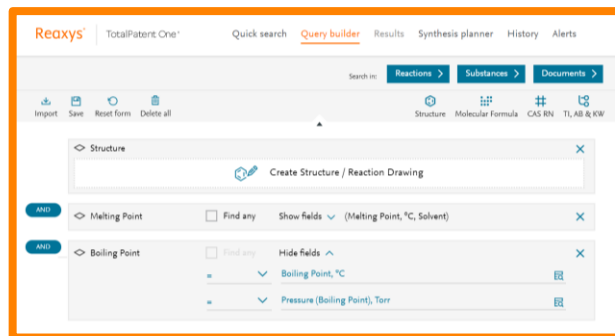 Reaxys® TotalPatent One® Quick search Query builder Results Synthesis planner History Alerts
Search in: Reactions > Substances > Documents >
Import Save Reset form Delete all Structure Molecular Formula CAS RN TI, AB & KW
Structure
Create Structure / Reaction Drawing
AND Melting Point Find any Show fields (Melting Point, °C, Solvent)
AND Boiling Point Find any Hide fields
= Boiling Point, °C
= Pressure (Boiling Point), Torr